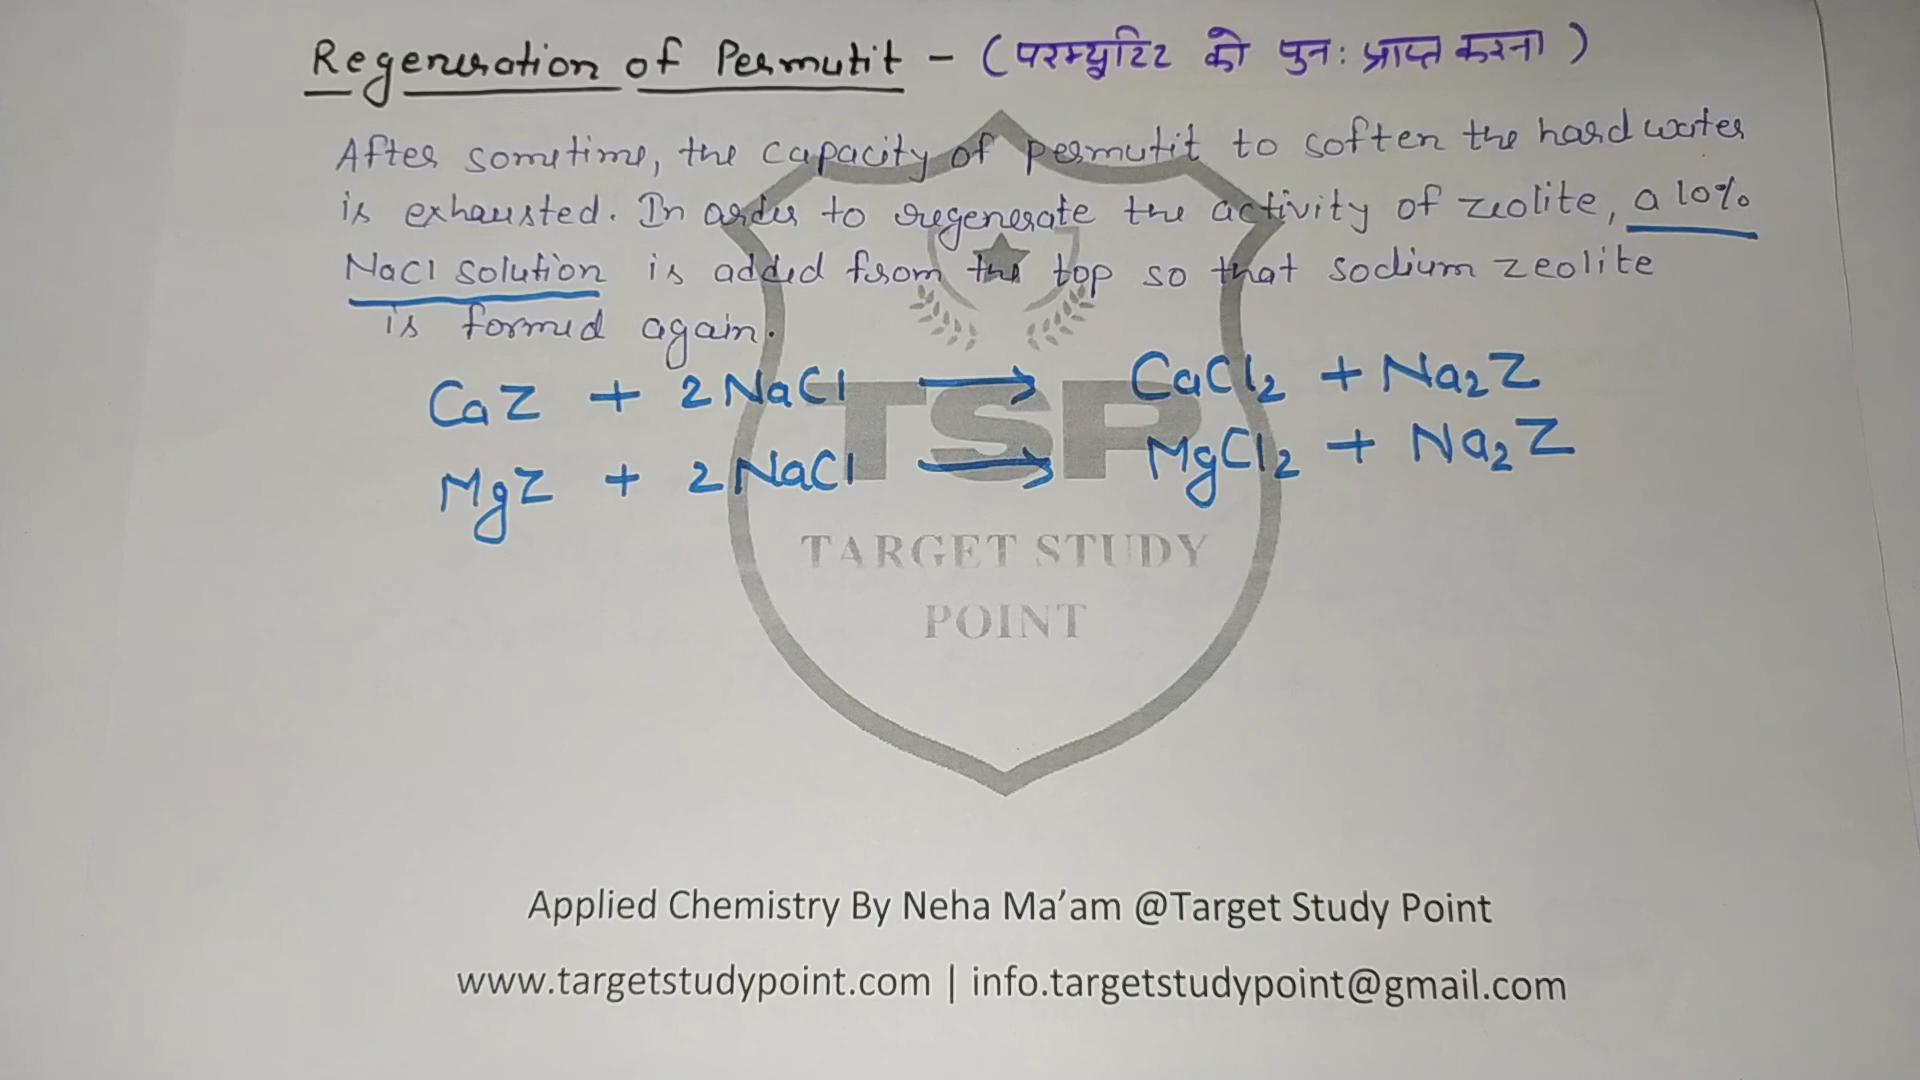 Regeneration of Permutit - (परम्यूटिट को पुनः प्राप्त करना)
After sometime, the capacity of permutit to soften the hard water
is exhausted. In order to regenerate the activity of zeolite, a 10%
NaCl solution is added from the top so that sodium zeolite
is formed again.
CaZ + 2NaCl → CaCl₂ + Na₂Z
MgZ + 2NaCl → MgCl₂ + Na₂Z
TSP
TARGET STUDY
POINT
Applied Chemistry By Neha Ma'am @Target Study Point
www.targetstudypoint.com | info.targetstudypoint@gmail.com